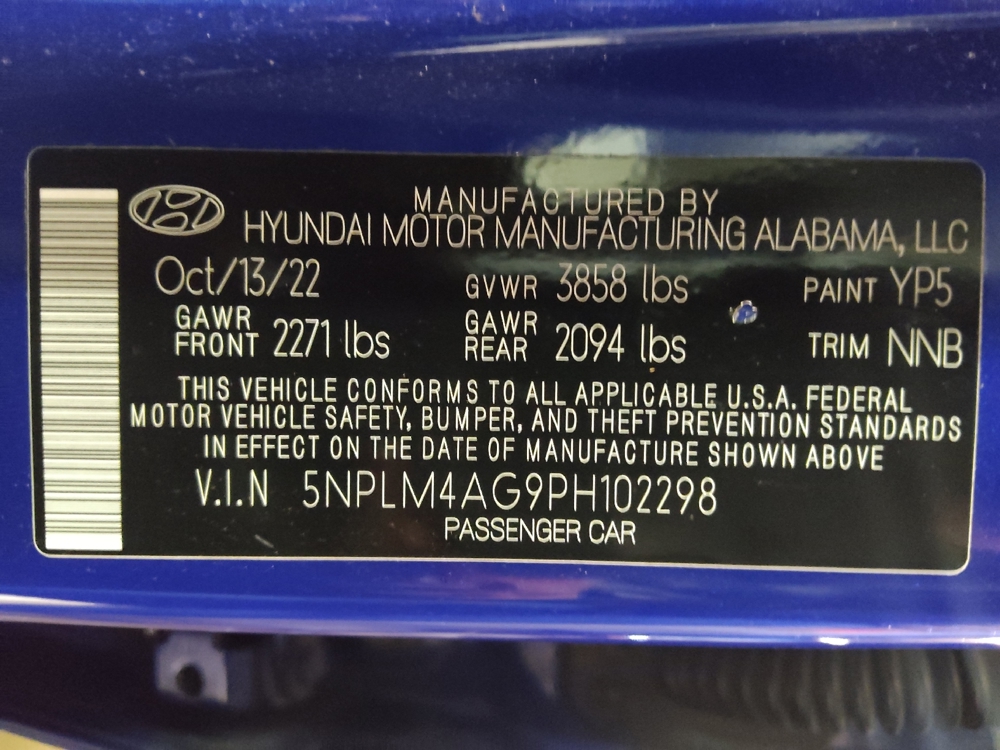 MANUFACTURED BY
HYUNDAI MOTOR MANUFACTURING ALABAMA, LLC
Oct/13/22 GVWR 3858 lbs PAINT YP5
GAWR FRONT 2271 lbs GAWR REAR 2094 lbs TRIM NNB
THIS VEHICLE CONFORMS TO ALL APPLICABLE U.S.A. FEDERAL
MOTOR VEHICLE SAFETY, BUMPER, AND THEFT PREVENTION STANDARDS
IN EFFECT ON THE DATE OF MANUFACTURE SHOWN ABOVE
V.I.N 5NPLM4AG9PH102298
PASSENGER CAR